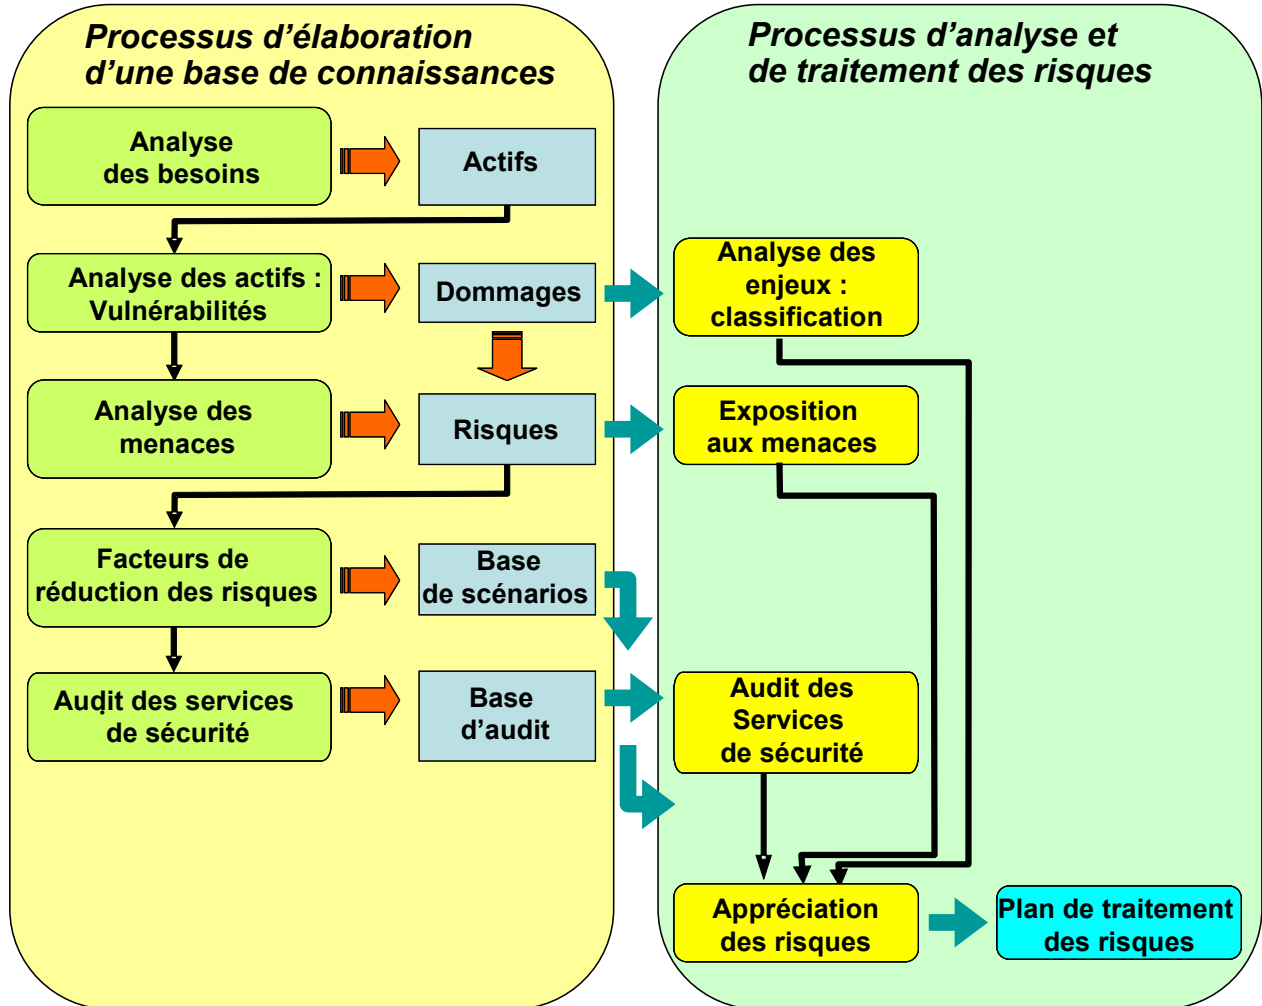 Processus d’élaboration
d’une base de connaissances
Analyse
des besoins
Actifs
Analyse des actifs :
Vulnérabilités
Dommages
Analyse des
menaces
Risques
Facteurs de
réduction des risques
Base
de scénarios
Audit des services
de sécurité
Base
d’audit
Processus d’analyse et
de traitement des risques
Analyse des
enjeux :
classification
Exposition
aux menaces
Audit des
Services
de sécurité
Appréciation
des risques
Plan de traitement
des risques